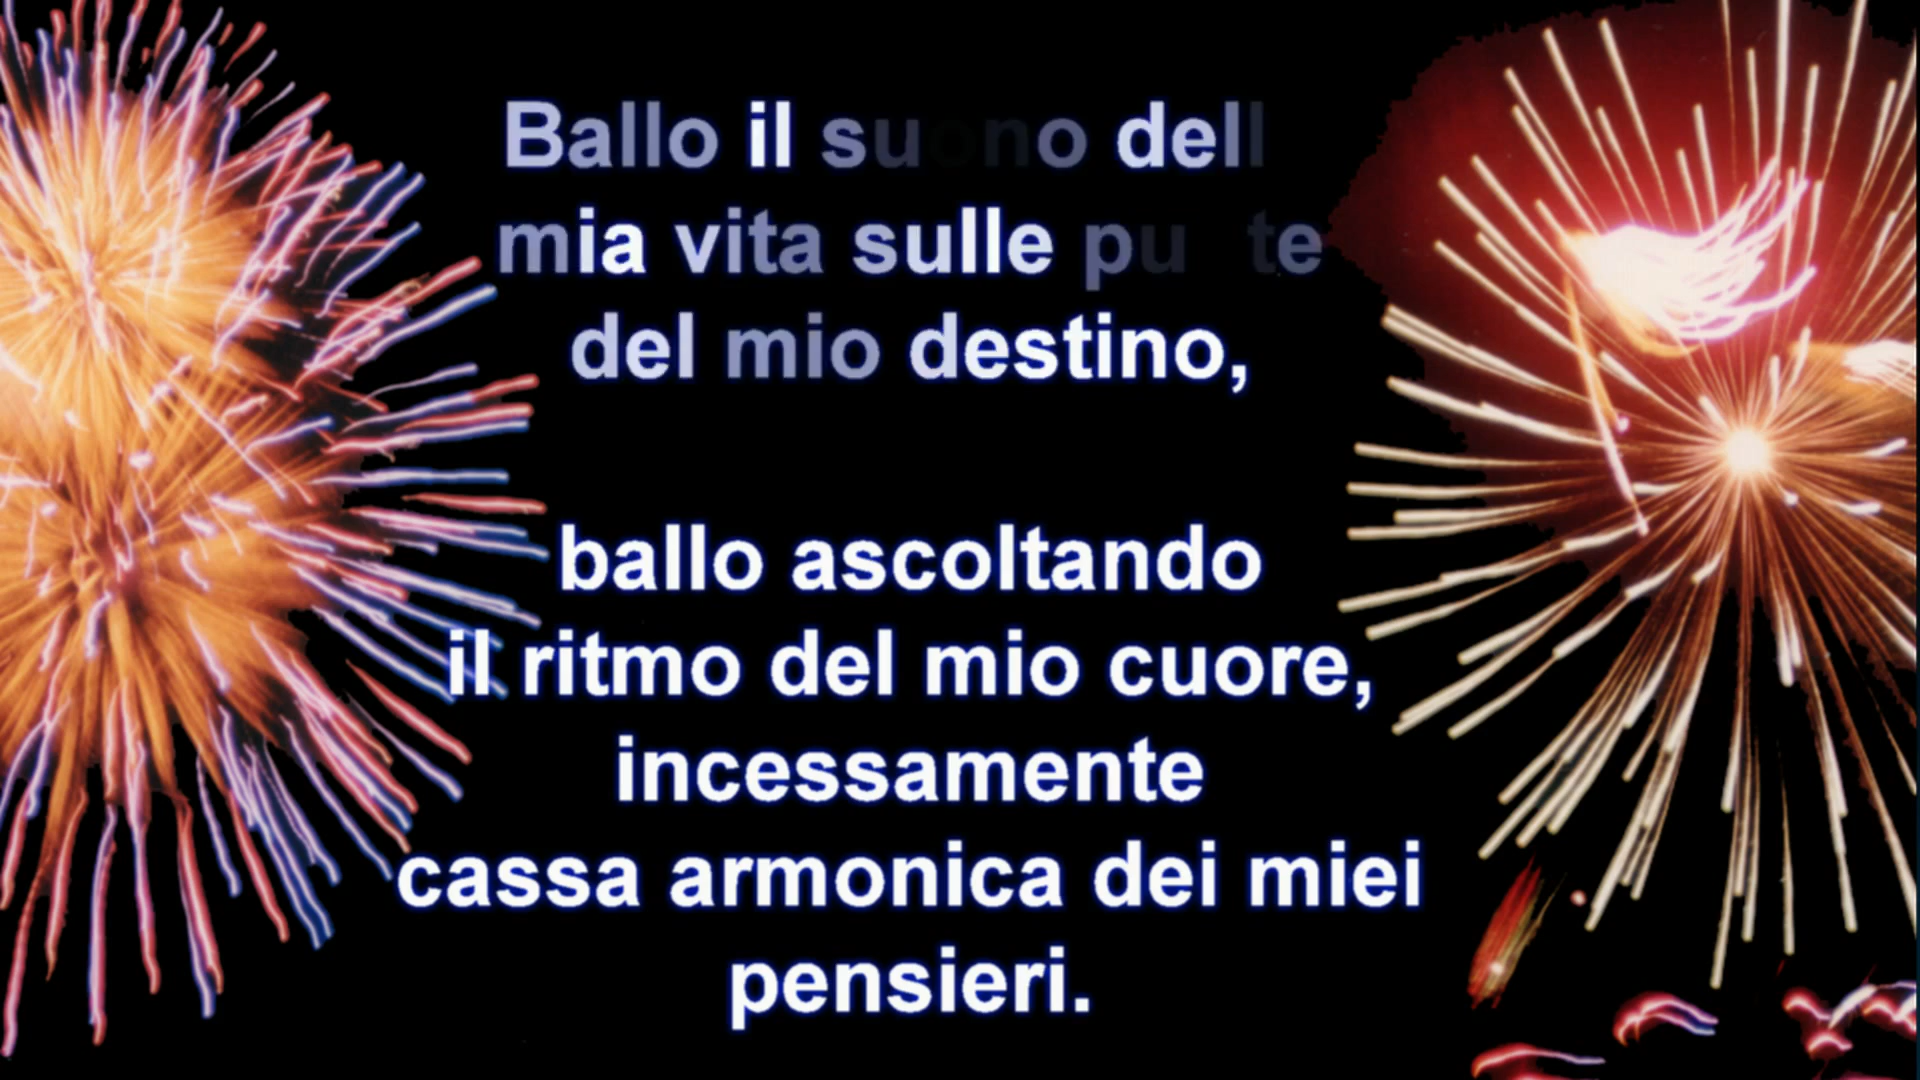 Ballo il suono dell
mia vita sulle
del mio destino,
ballo ascoltando
il ritmo del mio cuore,
incessamente
cassa armonica dei miei
pensieri.